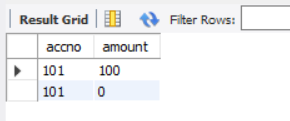 Result Grid Filter Rows:
accno amount
101 100
101 0